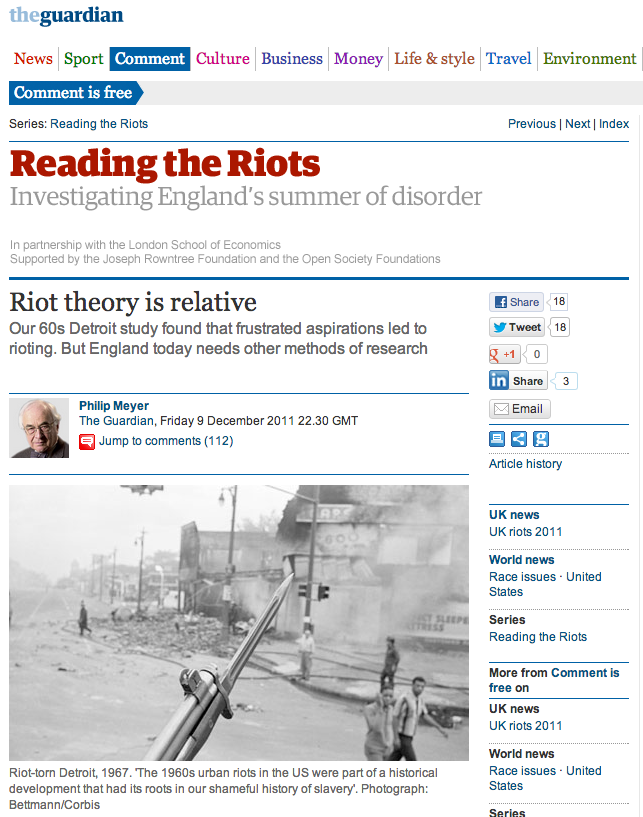 theguardian
News Sport Comment Culture Business Money Life & style Travel Environment
Comment is free
Series: Reading the Riots
Previous | Next | Index
Reading the Riots
Investigating England's summer of disorder
In partnership with the London School of Economics
Supported by the Joseph Rowntree Foundation and the Open Society Foundations
Riot theory is relative
Our 60s Detroit study found that frustrated aspirations led to
rioting. But England today needs other methods of research
Philip Meyer
The Guardian, Friday 9 December 2011 22.30 GMT
Jump to comments (112)
Riot-torn Detroit, 1967. 'The 1960s urban riots in the US were part of a historical
development that had its roots in our shameful history of slavery'. Photograph:
Bettmann/Corbis
Share 18
Tweet 18
+1 0
in Share 3
Email
Article history
UK news
UK riots 2011
World news
Race issues · United
States
Series
Reading the Riots
More from Comment is
free on
UK news
UK riots 2011
World news
Race issues · United
States
Series